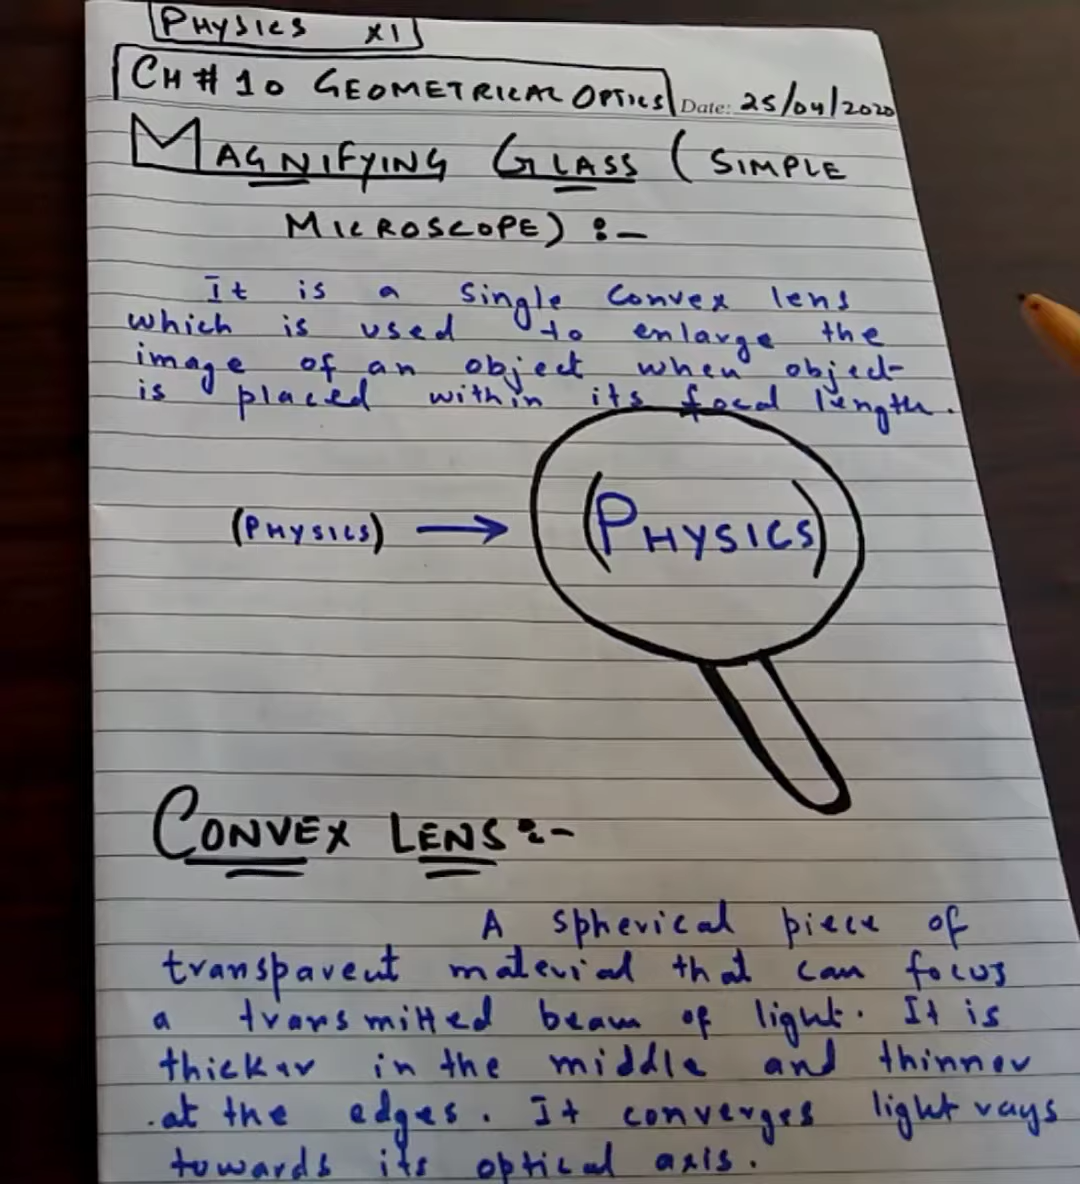 PHYSICS XI
CH # 10 GEOMETRICAL OPTICS Date: 25/04/2020
MAGNIFYING GLASS (SIMPLE
MICROSCOPE) :-
It is a single convex lens
which is used to enlarge the
image of an object when object
is placed within its focal length.
(PHYSICS) → (PHYSICS)
CONVEX LENS :-
A spherical piece of
transparent material that can focus
a transmitted beam of light. It is
thicker in the middle and thinner
at the edges. It converges light rays
towards its optical axis.